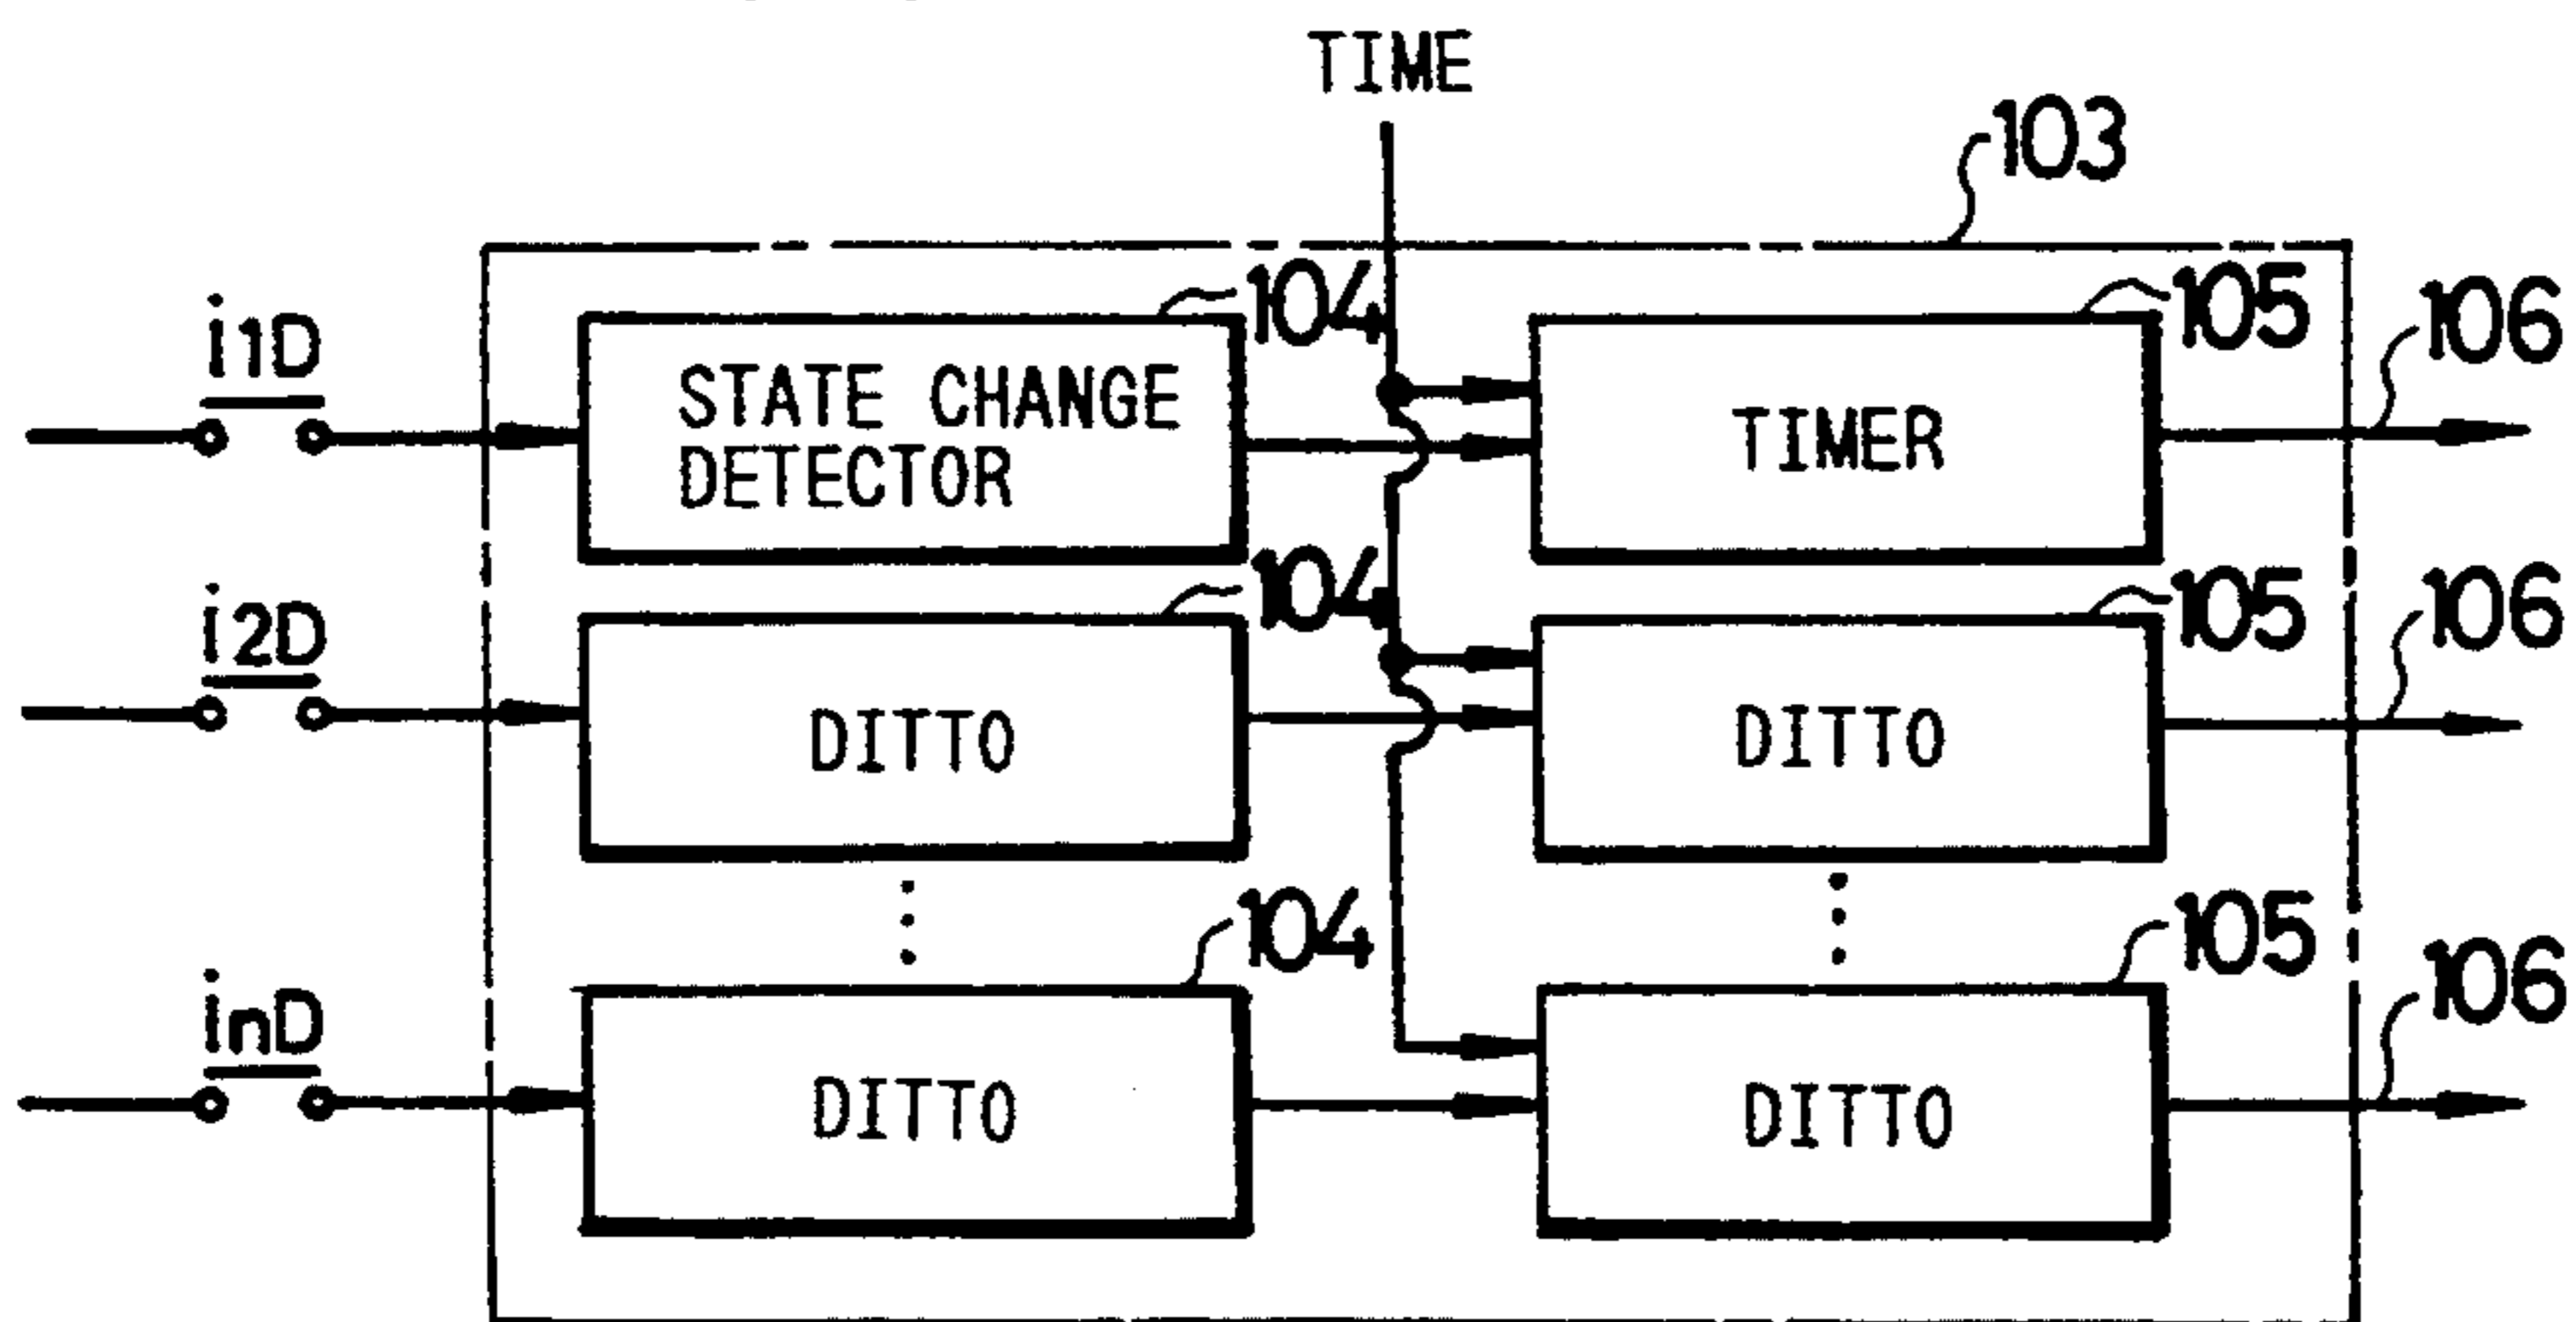 TIME
103
i1D
104
STATE CHANGE
DETECTOR
105
TIMER
106
i2D
104
DITTO
105
DITTO
106
inD
104
DITTO
105
DITTO
106